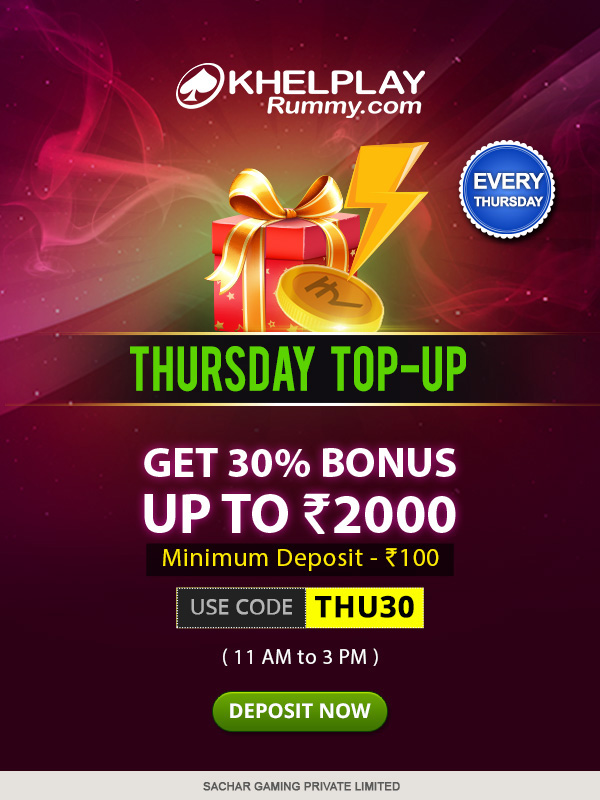 KHELPLAY
Rummy.com
EVERY
THURSDAY
THURSDAY TOP-UP
GET 30% BONUS
UP TO ₹2000
Minimum Deposit - ₹100
USE CODE THU30
( 11 AM to 3 PM )
DEPOSIT NOW
SACHAR GAMING PRIVATE LIMITED